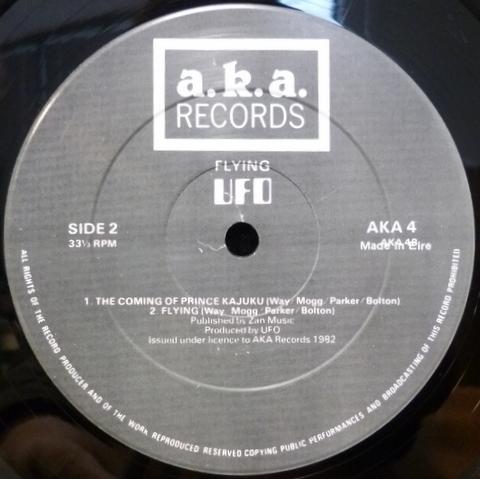 a.k.a.
RECORDS
FLYING
UFO
SIDE 2
33⅓ RPM
AKA 4
AKA 4B
Made in Eire
1. THE COMING OF PRINCE KAJUKU (Way/Mogg/Parker/Bolton)
2. FLYING (Way/Mogg/Parker/Bolton)
Published by Zan Music
Produced by UFO
Issued under licence to AKA Records 1982
ALL RIGHTS OF THE RECORD PRODUCER AND OF THE WORK REPRODUCED RESERVED COPYING PUBLIC PERFORMANCES AND BROADCASTING OF THIS RECORD PROHIBITED